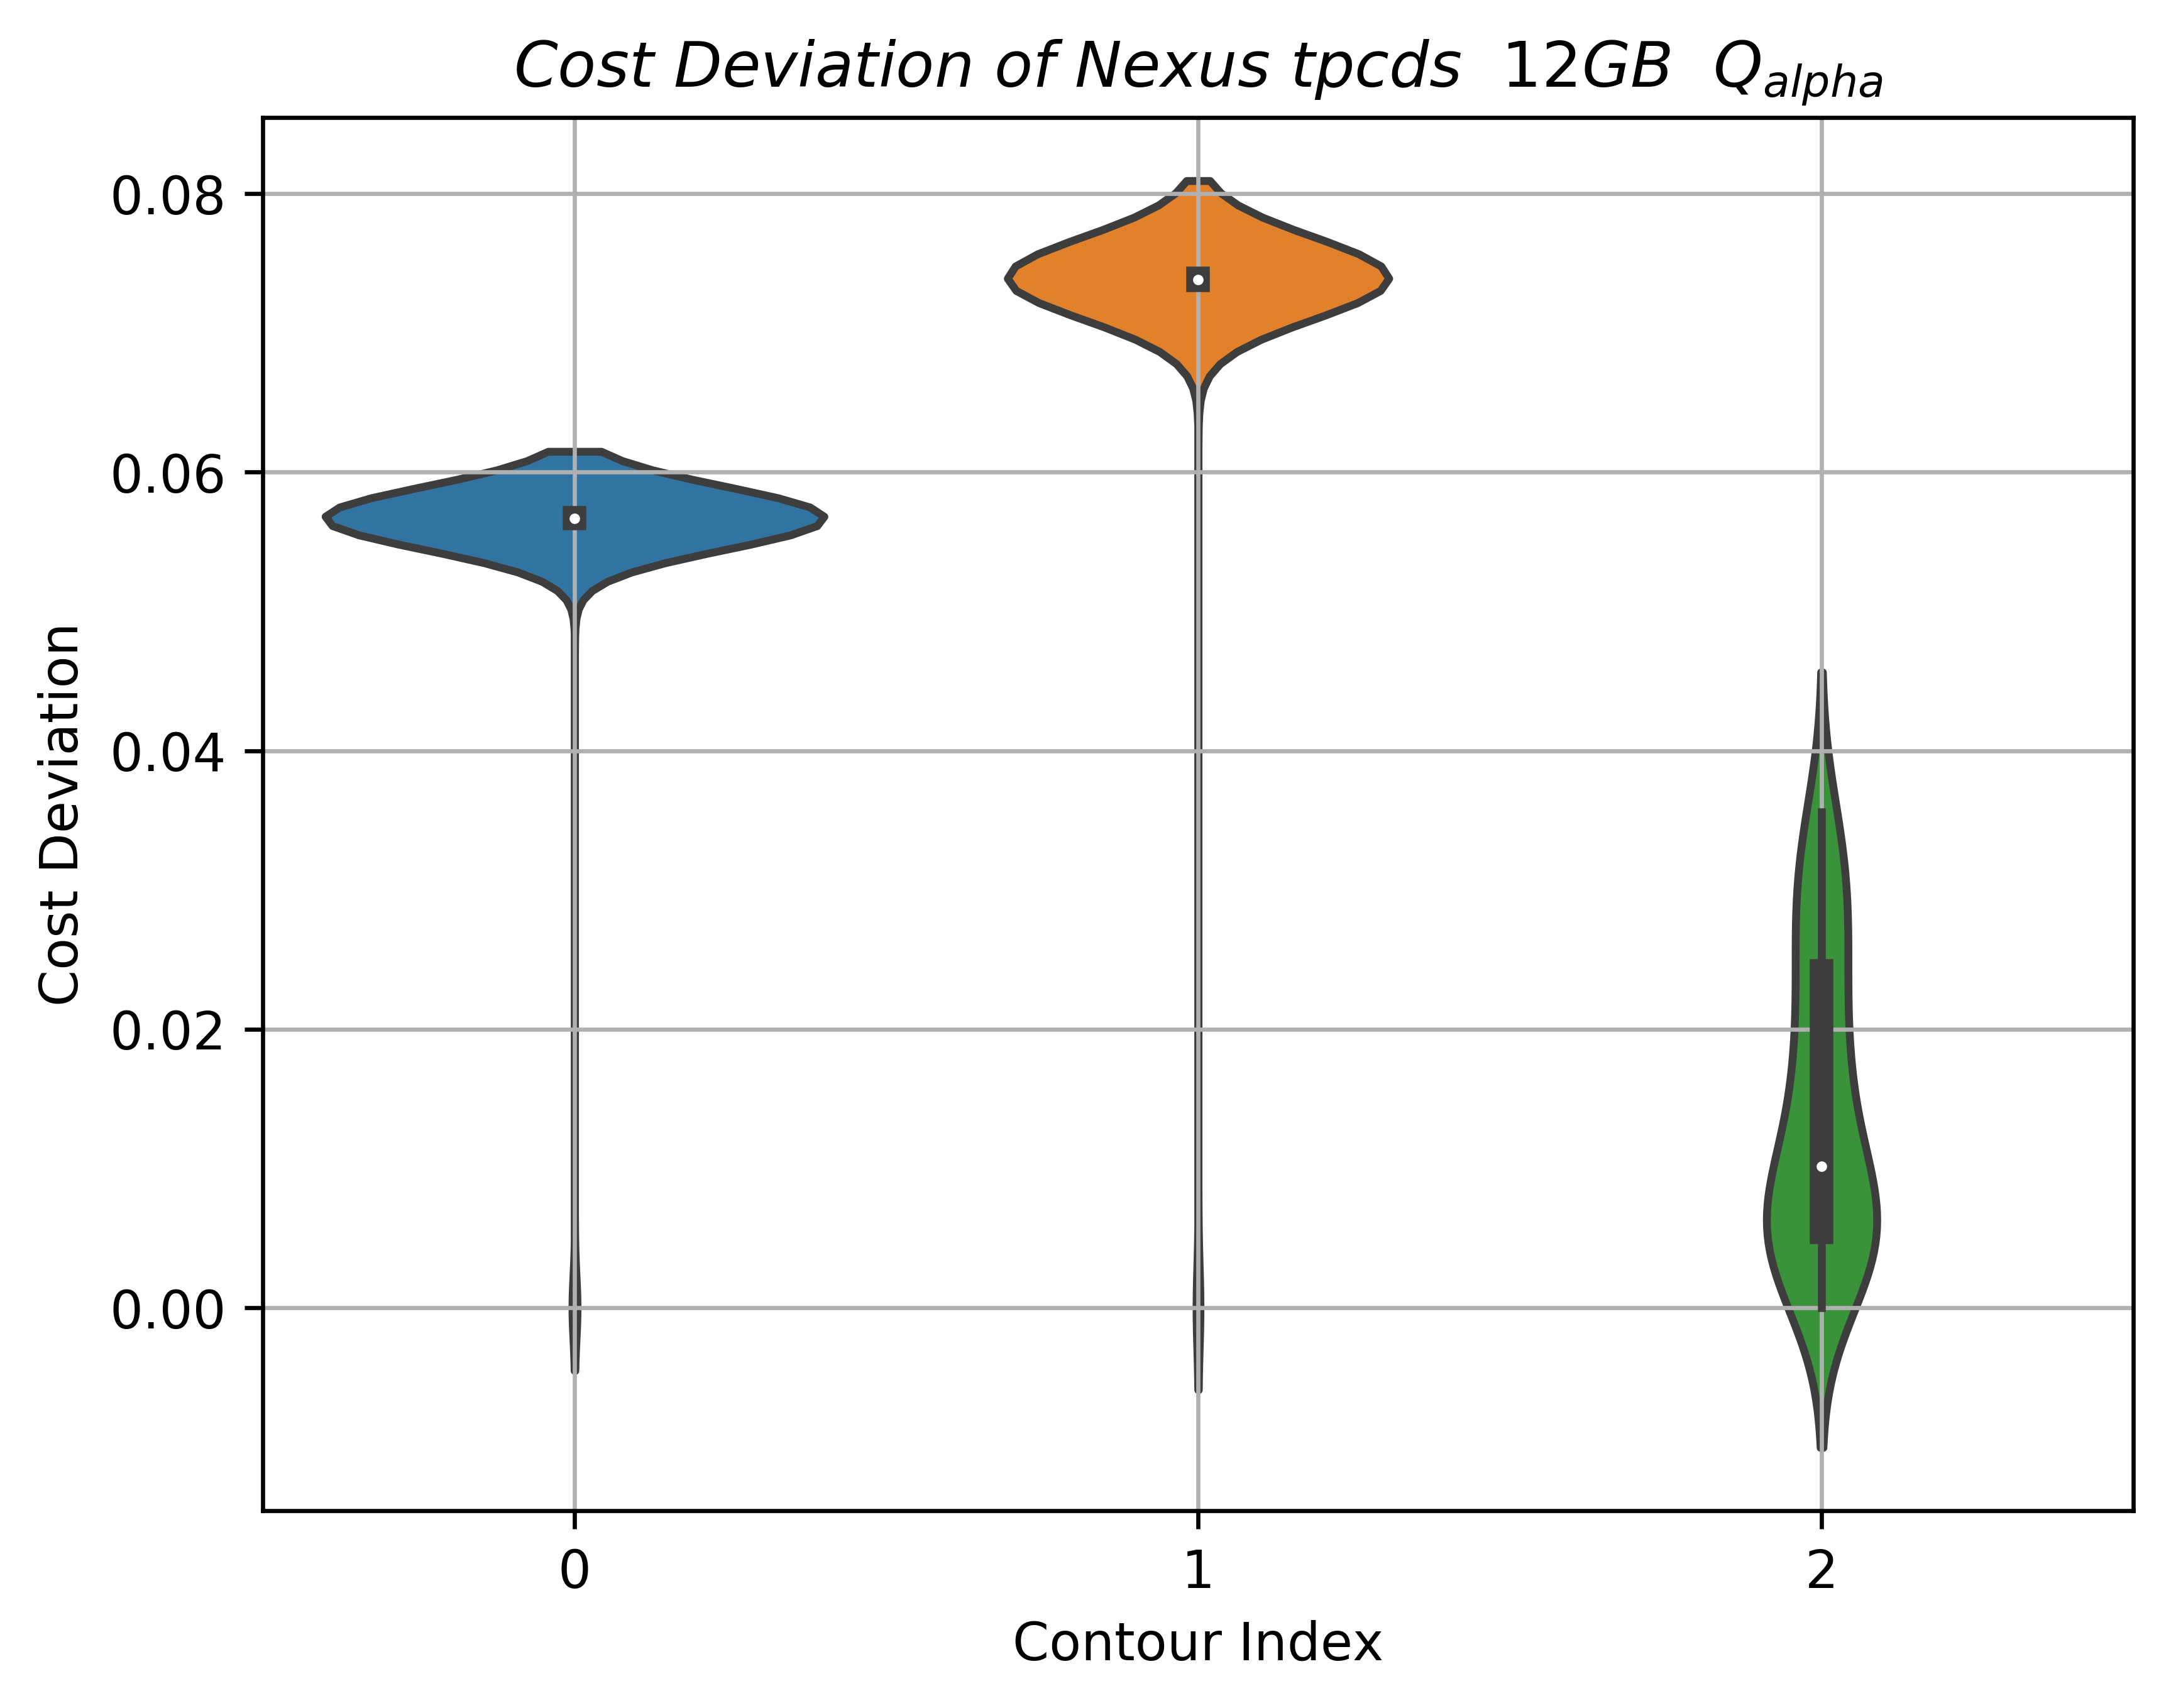 Cost Deviation of Nexus tpcds 12GB Q_alpha
0.08
0.06
0.04
0.02
0.00
Cost Deviation
0 1 2
Contour Index